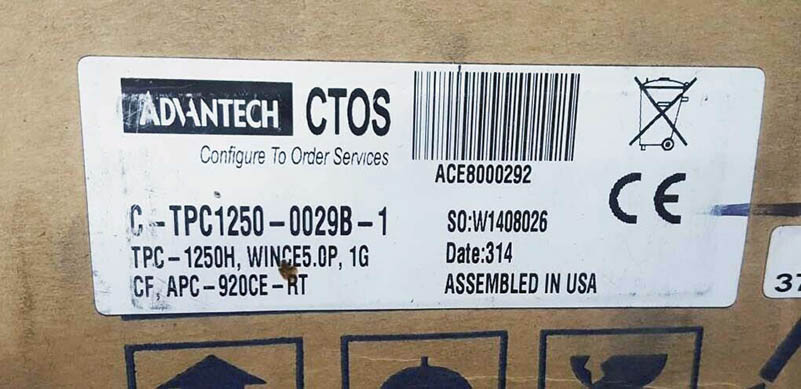 ADVANTECH CTOS
Configure To Order Services
ACE8000292
C-TPC1250-0029B-1
TPC-1250H, WINCE5.0P, 1G
CF, APC-920CE-RT
SO:W1408026
Date:314
ASSEMBLED IN USA
CE